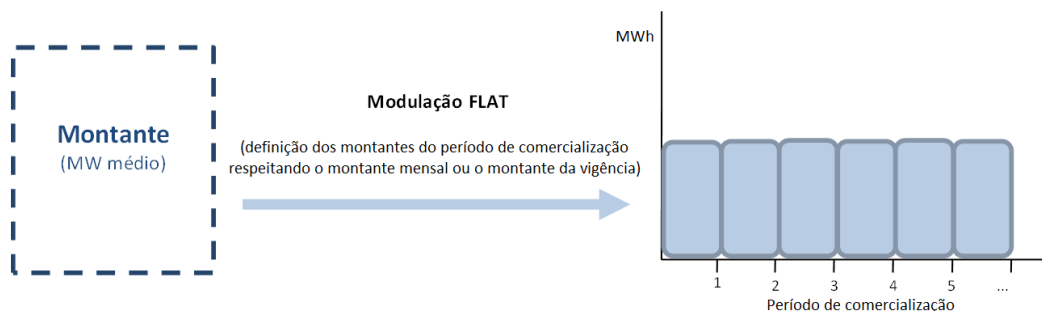 Montante
(MW médio)
Modulação FLAT
(definição dos montantes do período de comercialização
respeitando o montante mensal ou o montante da vigência)
MWh
1 2 3 4 5 ...
Período de comercialização